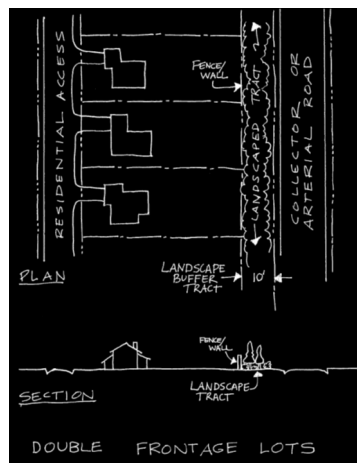 RESIDENTIAL ACCESS
FENCE/
WALL
LANDSCAPED TRACT
COLLECTOR OR
ARTERIAL ROAD
PLAN
LANDSCAPE
BUFFER
TRACT
10'
FENCE/
WALL
LANDSCAPE
TRACT
SECTION
DOUBLE FRONTAGE LOTS